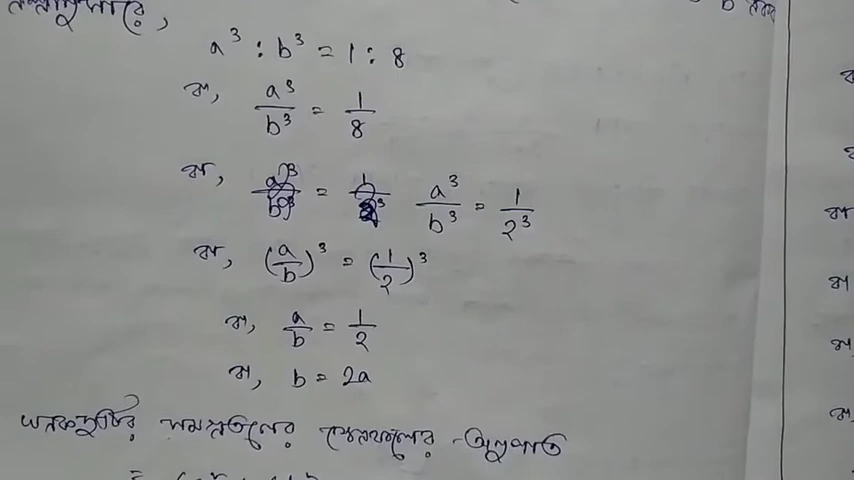 a³ : b³ = 1 : 8
বা, a³/b³ = 1/8
বা, a³/b³ = 1/2³
বা, (a/b)³ = (1/2)³
বা, a/b = 1/2
বা, b = 2a
ঘনকদুটির সমগ্রতলের ক্ষেত্রফলের অনুপাত